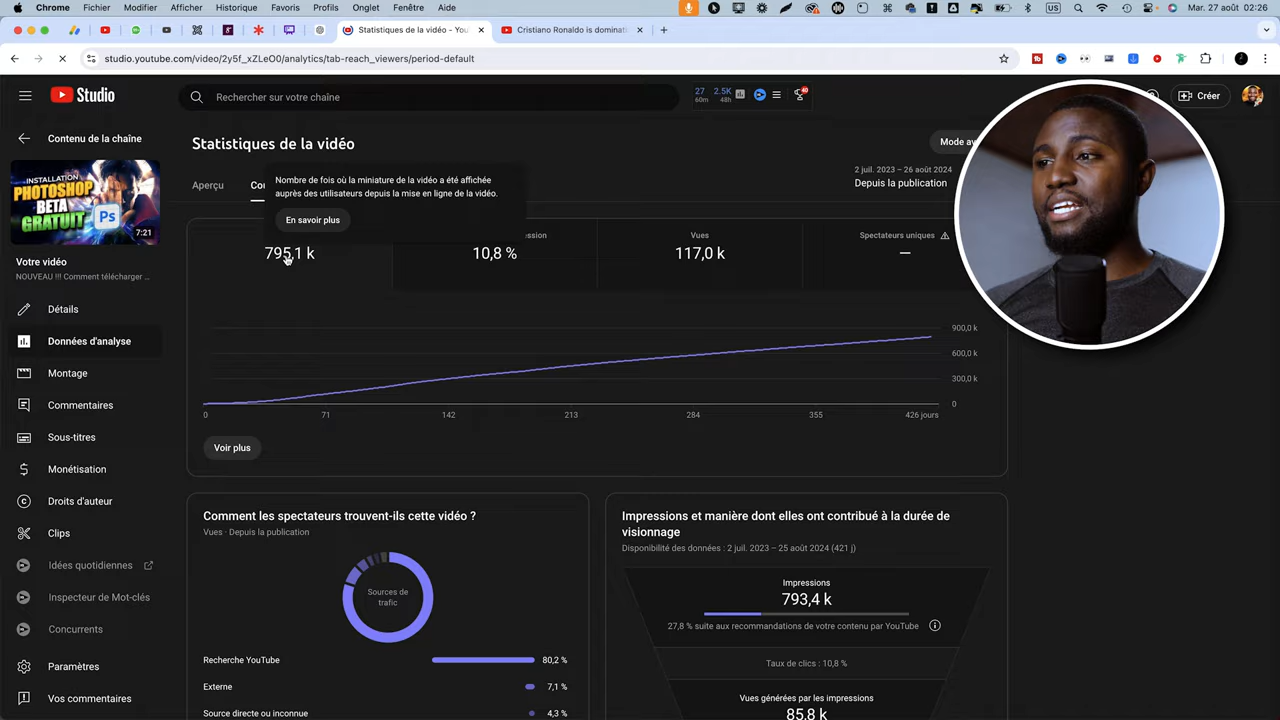 Chrome Fichier Modifier Afficher Historique Favoris Profils Onglet Fenêtre Aide
Mar. 27 août 02:26
Statistiques de la vidéo - You
Cristiano Ronaldo is dominat
studio.youtube.com/video/2y5f_xZLeO0/analytics/tab-reach_viewers/period-default
Studio
Rechercher sur votre chaîne
27
60m
2.5K
48h
40
Créer
Contenu de la chaîne
INSTALLATION
PHOTOSHOP
BETA
GRATUIT
Ps
7:21
Votre vidéo
NOUVEAU !!! Comment télécharger ...
Détails
Données d'analyse
Montage
Commentaires
Sous-titres
Monétisation
Droits d'auteur
Clips
Idées quotidiennes
Inspecteur de Mot-clés
Concurrents
Paramètres
Vos commentaires
Statistiques de la vidéo
Mode av
Aperçu
Co
2 juil. 2023 – 26 août 2024
Depuis la publication
Nombre de fois où la miniature de la vidéo a été affichée
auprès des utilisateurs depuis la mise en ligne de la vidéo.
En savoir plus
795,1 k
ession
10,8 %
Vues
117,0 k
Spectateurs uniques
—
900,0 k
600,0 k
300,0 k
0
0 71 142 213 284 355 426 jours
Voir plus
Comment les spectateurs trouvent-ils cette vidéo ?
Vues · Depuis la publication
Sources de
trafic
Recherche YouTube 80,2 %
Externe 7,1 %
Source directe ou inconnue 4,3 %
Impressions et manière dont elles ont contribué à la durée de
visionnage
Disponibilité des données : 2 juil. 2023 – 25 août 2024 (421 j)
Impressions
793,4 k
27,8 % suite aux recommandations de votre contenu par YouTube
Taux de clics : 10,8 %
Vues générées par les impressions
85,8 k